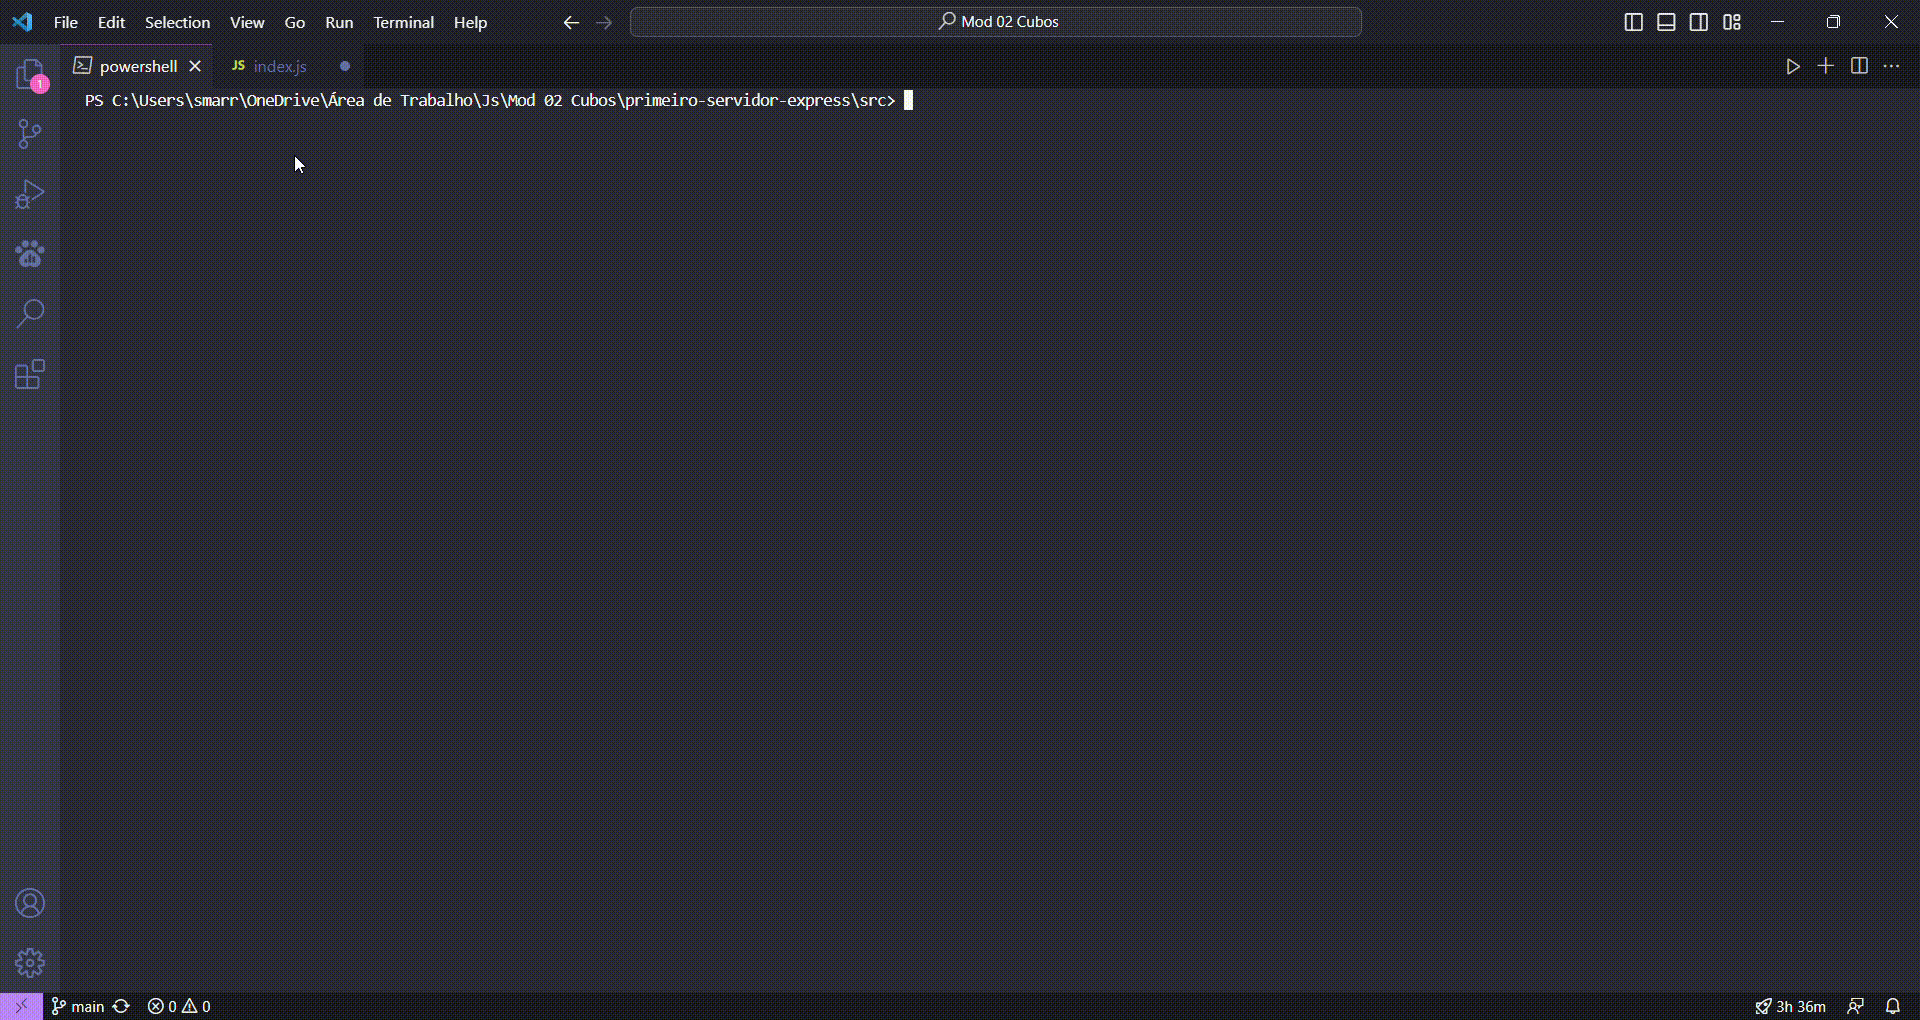 File Edit Selection View Go Run Terminal Help Mod 02 Cubos
powershell JS index.js
1
PS C:\Users\smarr\OneDrive\Área de Trabalho\Js\Mod 02 Cubos\primeiro-servidor-express\src>
main 0 0 3h 36m